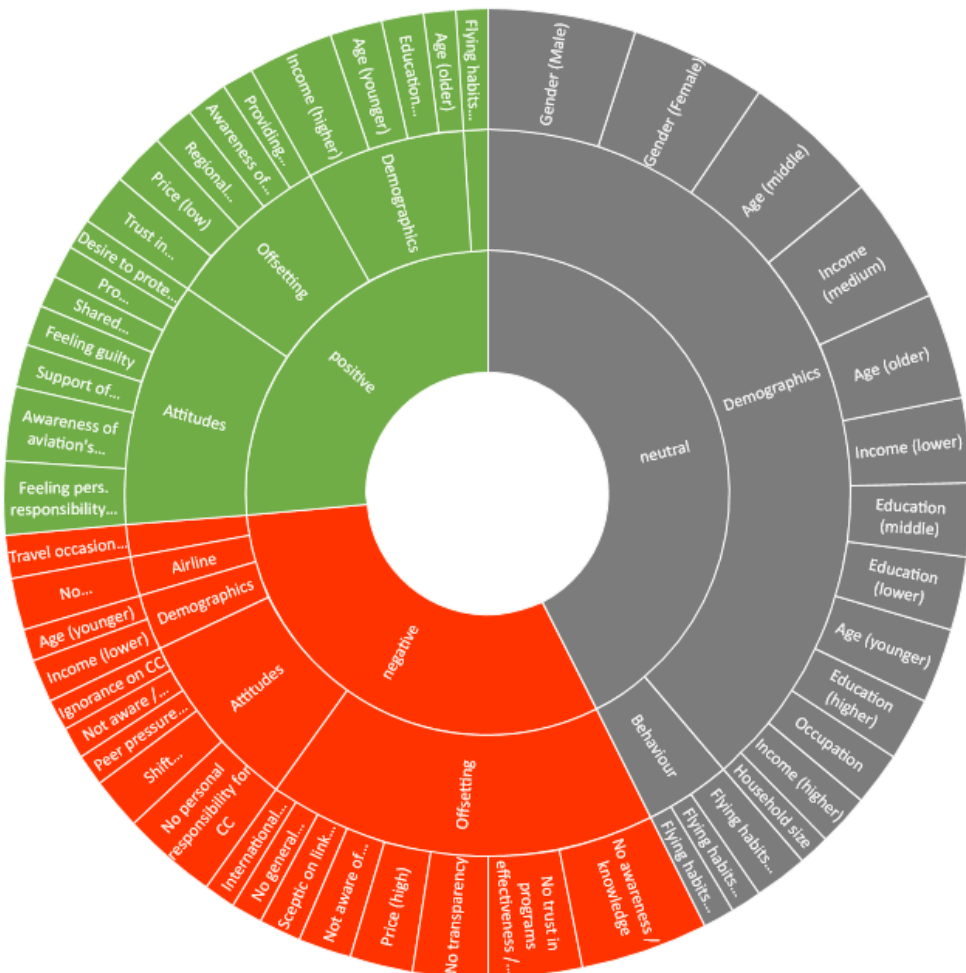 neutral
Demographics
Gender (Male)
Gender (Female)
Age (middle)
Income
(medium)
Age (older)
Income (lower)
Education
(middle)
Education
(lower)
Age (younger)
Education
(higher)
Occupation
Income (higher)
Household size
Behaviour
Flying habits...
Flying habits...
Flying habits...
negative
Offsetting
No awareness /
knowledge
No trust in
programs
effectiveness /...
No transparency
Price (high)
Not aware of...
Sceptic on link...
No general...
International...
Attitudes
No personal
responsibility for
CC
Shift...
Peer pressure...
Not aware /...
Ignorance on CC
Demographics
Income (lower)
Age (younger)
Airline
No...
Travel occasion...
positive
Attitudes
Feeling pers.
responsibility...
Awareness of
aviation's...
Support of...
Feeling guilty
Shared...
Pro...
Desire to prote...
Offsetting
Trust in...
Price (low)
Regional...
Awareness of...
Providing...
Demographics
Income (higher)
Age (younger)
Education...
Age (older)
Flying habits...